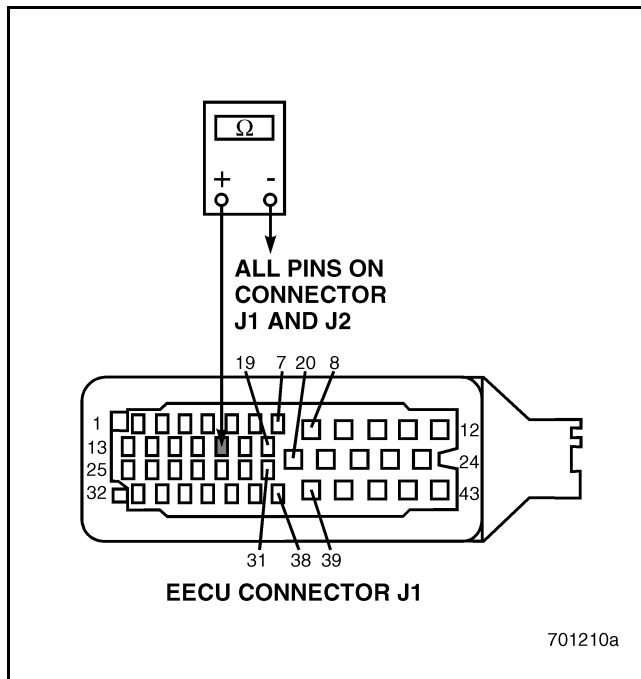 Ω
+ -
ALL PINS ON
CONNECTOR
J1 AND J2
19 7 20 8
1 12
13 24
25
32 43
31 38 39
EECU CONNECTOR J1
701210a